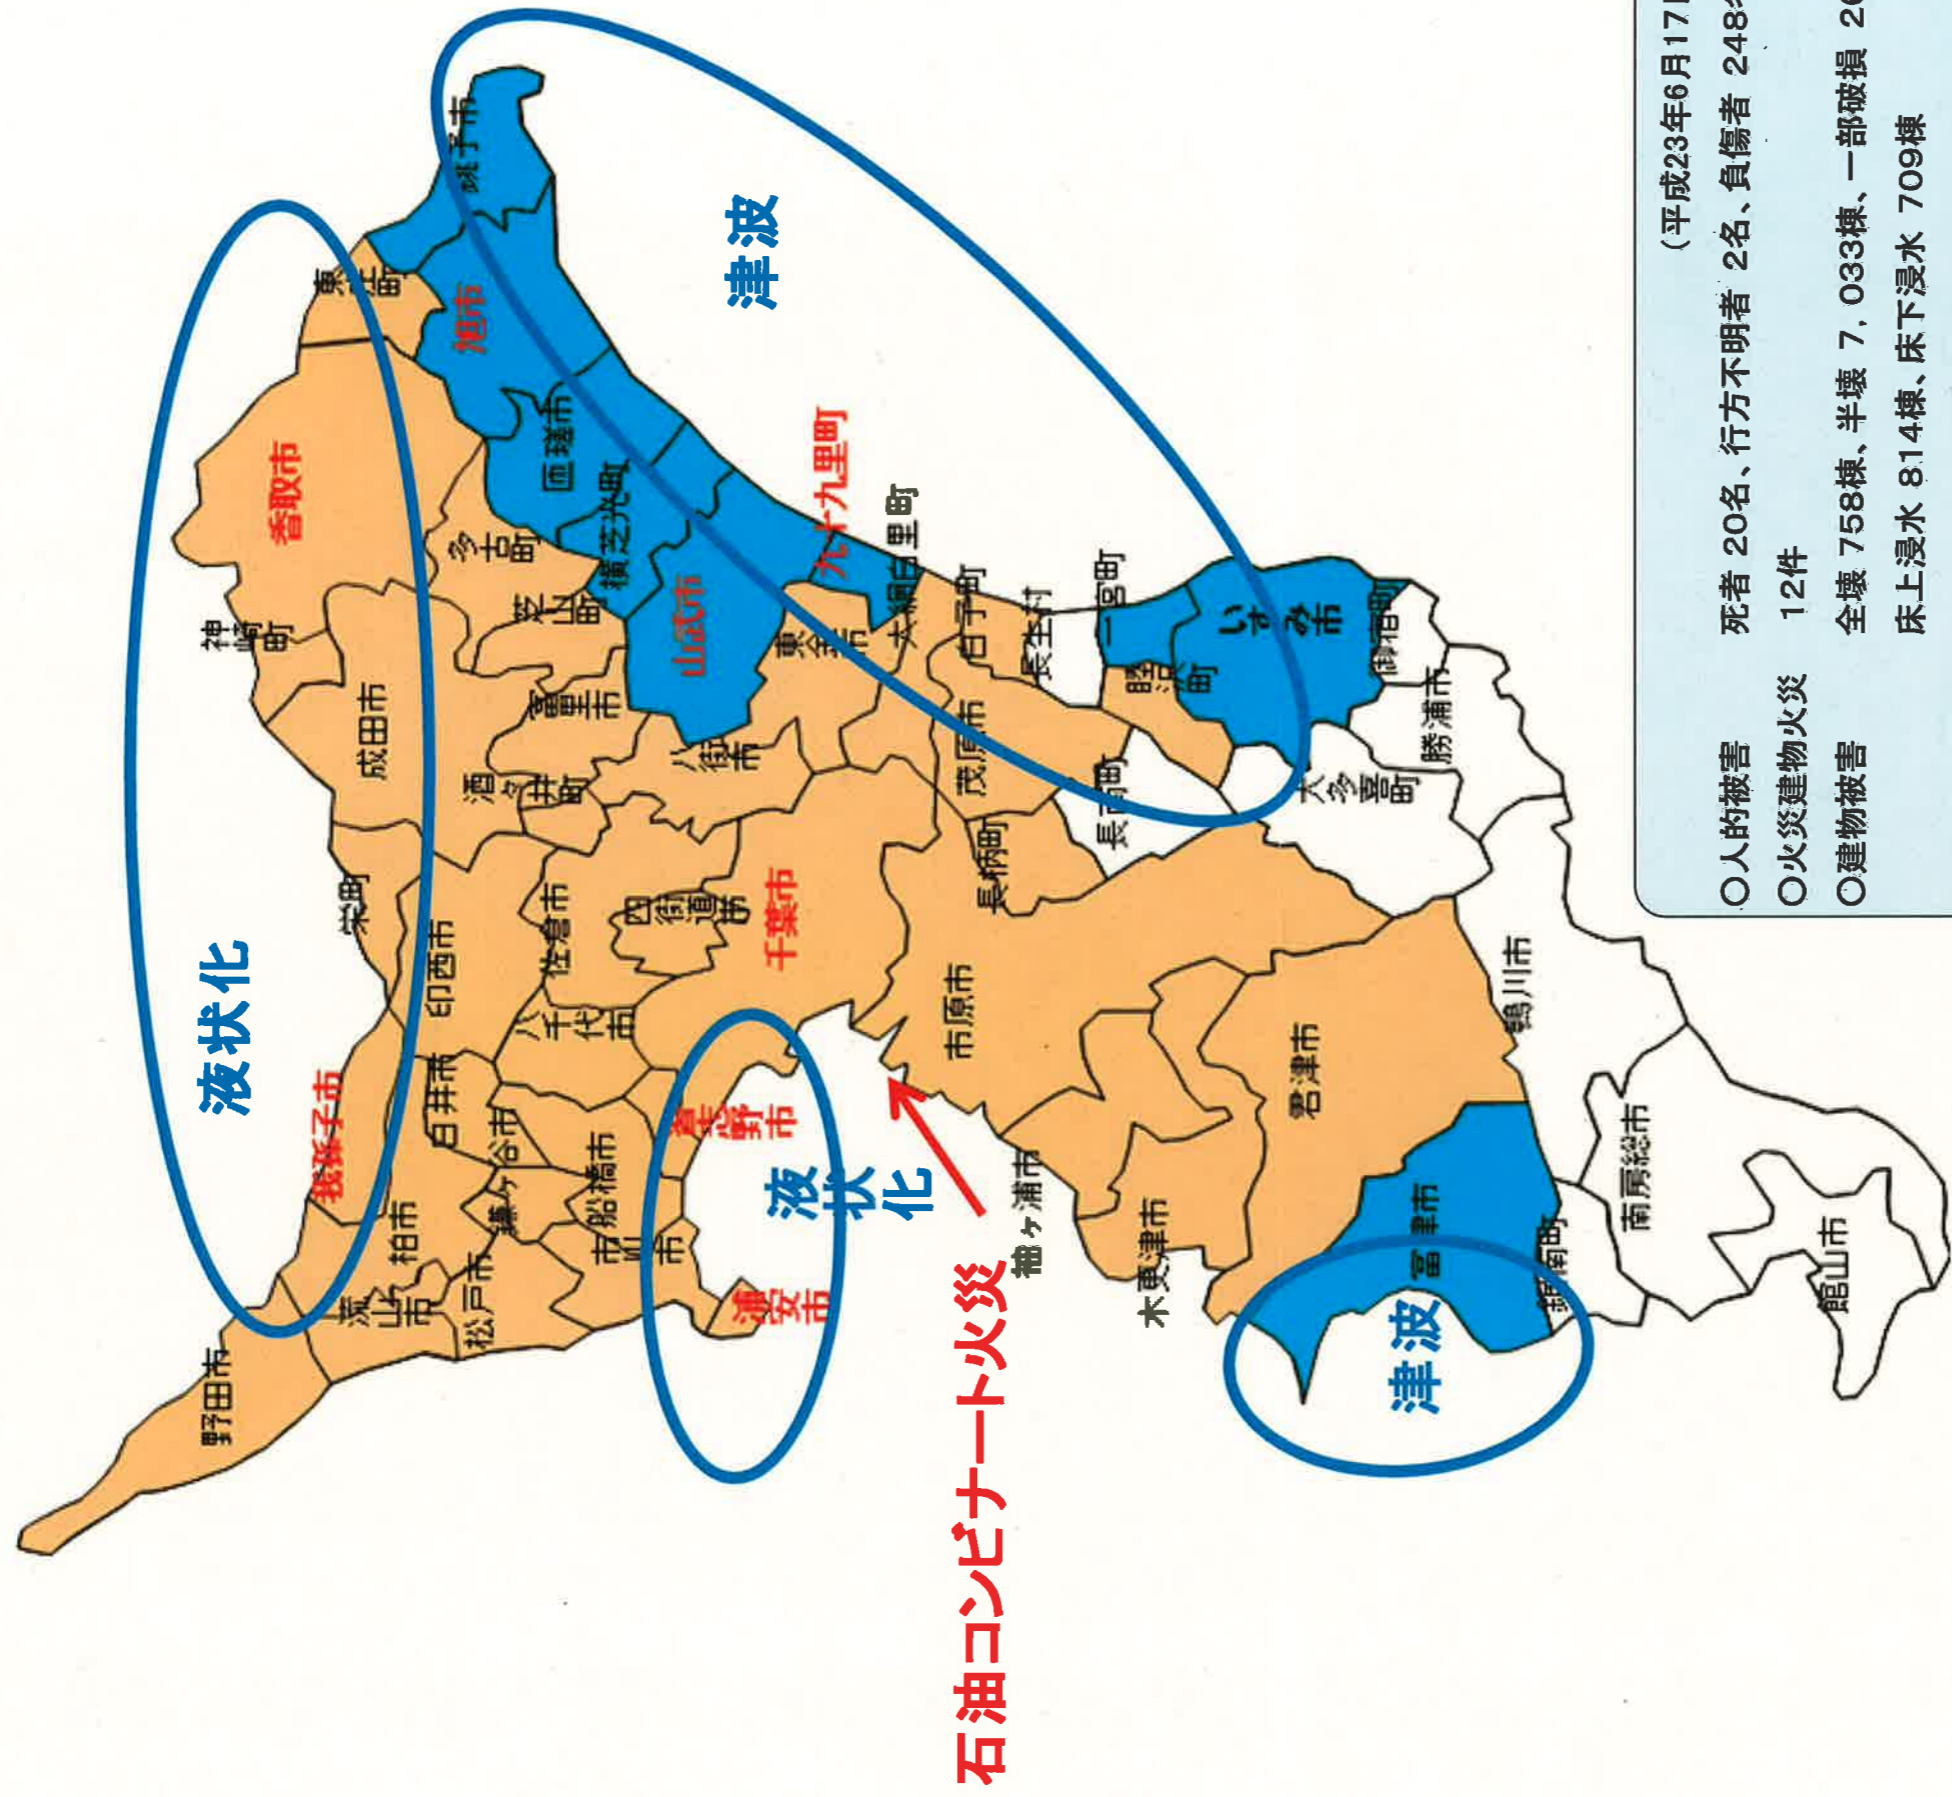 液状化
津波
液状化
石油コンビナート火災
津波
野田市
我孫子市
流山市
柏市
松戸市
鎌ヶ谷市
白井市
印西市
栄町
成田市
神崎町
香取市
東庄町
銚子市
旭市
匝瑳市
横芝光町
多古町
芝山町
山武市
富里市
酒々井町
八街市
佐倉市
四街道市
八千代市
船橋市
市川市
浦安市
習志野市
千葉市
東金市
九十九里町
大網白里町
白子町
茂原市
長生村
一宮町
睦沢町
長南町
長柄町
いすみ市
御宿町
勝浦市
大多喜町
市原市
袖ヶ浦市
木更津市
君津市
富津市
鴨川市
鋸南町
南房総市
館山市
(平成23年6月17日
○人的被害 死者 20名、行方不明者 2名、負傷者 248
○火災建物火災 12件
○建物被害 全壊 758棟、半壊 7,033棟、一部破損 2
床上浸水 814棟、床下浸水 709棟